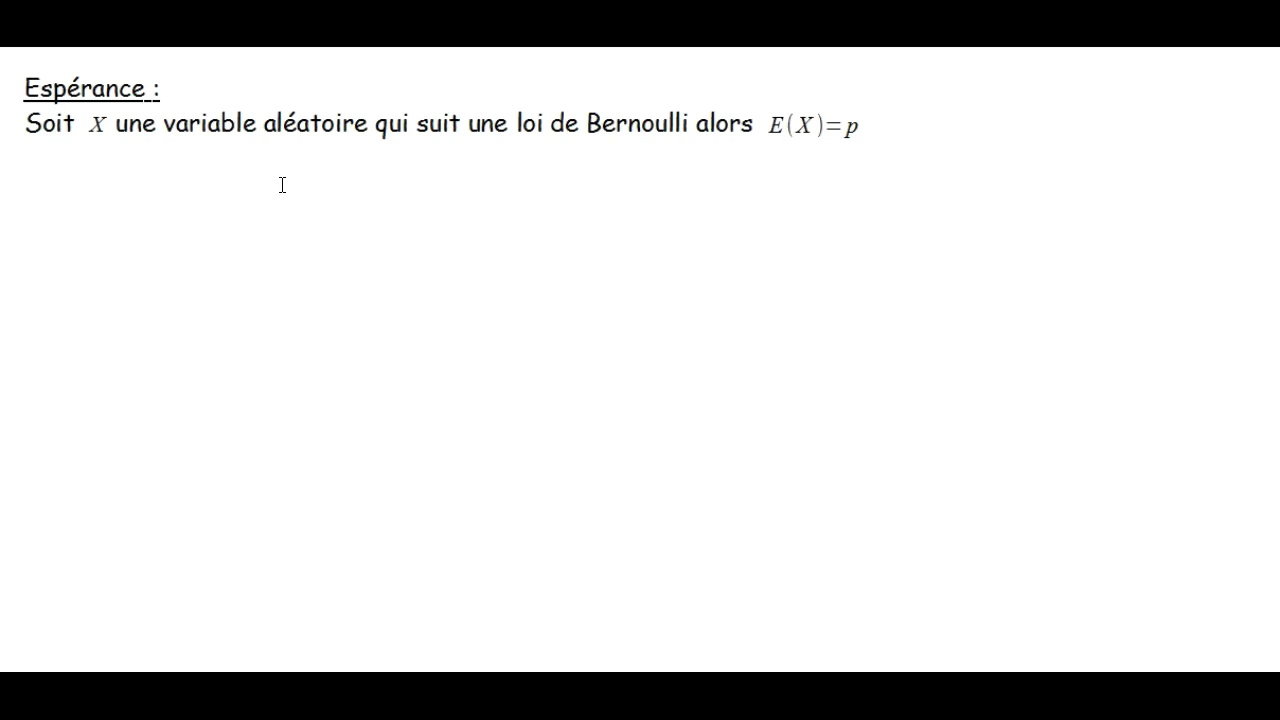 Espérance :
Soit X une variable aléatoire qui suit une loi de Bernoulli alors E(X)=p